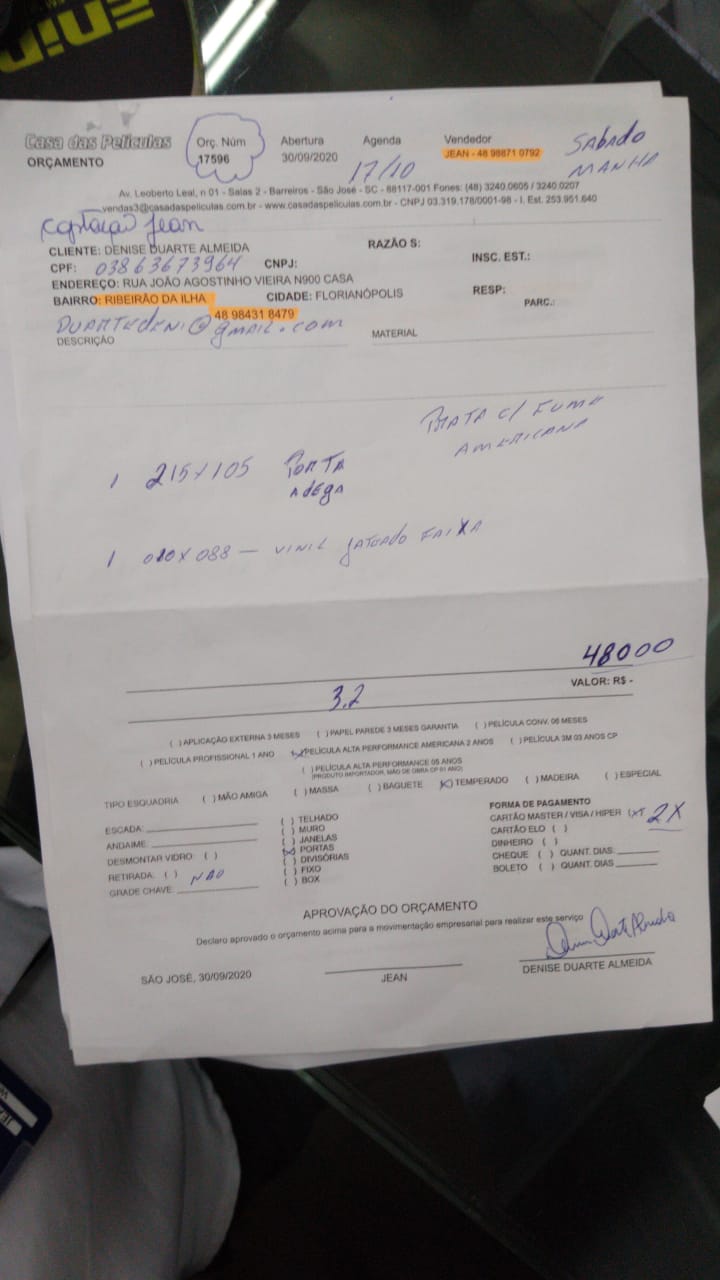 Casa das Películas
ORÇAMENTO
Orç. Núm
17596
Abertura
30/09/2020
Agenda
17/10
Vendedor
JEAN - 48 98871 0792
SABADO
MANHA
Av. Leoberto Leal, n 01 - Salas 2 - Barreiros - São José - SC - 88117-001 Fones: (48) 3240.0605 / 3240.0207
vendas3@casadaspeliculas.com.br - www.casadaspeliculas.com.br - CNPJ 03.319.178/0001-98 - I. Est. 253.951.640
Captação Jean
CLIENTE: DENISE DUARTE ALMEIDA
RAZÃO S:
CPF: 03863673964
CNPJ:
INSC. EST.:
ENDEREÇO: RUA JOÃO AGOSTINHO VIEIRA N900 CASA
BAIRRO: RIBEIRÃO DA ILHA
CIDADE: FLORIANÓPOLIS
RESP:
PARC.:
48 98431 8479
DUARTEDENI@gmail.com
DESCRIÇÃO
MATERIAL
PRATA C/ FUME
AMERICANA
1 215X105 PORTA
ADEGA
1 080X088 - VINIL JATEADO FAIXA
48000
VALOR: R$ -
3.2
( ) APLICAÇÃO EXTERNA 3 MESES ( ) PAPEL PAREDE 3 MESES GARANTIA ( ) PELÍCULA CONV. 06 MESES
( ) PELÍCULA PROFISSIONAL 1 ANO (X) PELÍCULA ALTA PERFORMANCE AMERICANA 2 ANOS ( ) PELÍCULA 3M 03 ANOS CP
( ) PELÍCULA ALTA PERFORMANCE 05 ANOS
(PRODUTO IMPORTADOR, MÃO DE OBRA CP 01 ANO)
TIPO ESQUADRIA ( ) MÃO AMIGA ( ) MASSA ( ) BAGUETE (X) TEMPERADO ( ) MADEIRA ( ) ESPECIAL
ESCADA:
ANDAIME:
DESMONTAR VIDRO ( )
RETIRADA: ( ) NÃO
GRADE CHAVE:
( ) TELHADO
( ) MURO
( ) JANELAS
(X) PORTAS
( ) DIVISÓRIAS
( ) FIXO
( ) BOX
FORMA DE PAGAMENTO
CARTÃO MASTER / VISA / HIPER (X) 2X
CARTÃO ELO ( )
DINHEIRO ( )
CHEQUE ( ) QUANT. DIAS:
BOLETO ( ) QUANT. DIAS
APROVAÇÃO DO ORÇAMENTO
Declaro aprovado o orçamento acima para a movimentação empresarial para realizar este serviço
SÃO JOSÉ, 30/09/2020
JEAN
DENISE DUARTE ALMEIDA